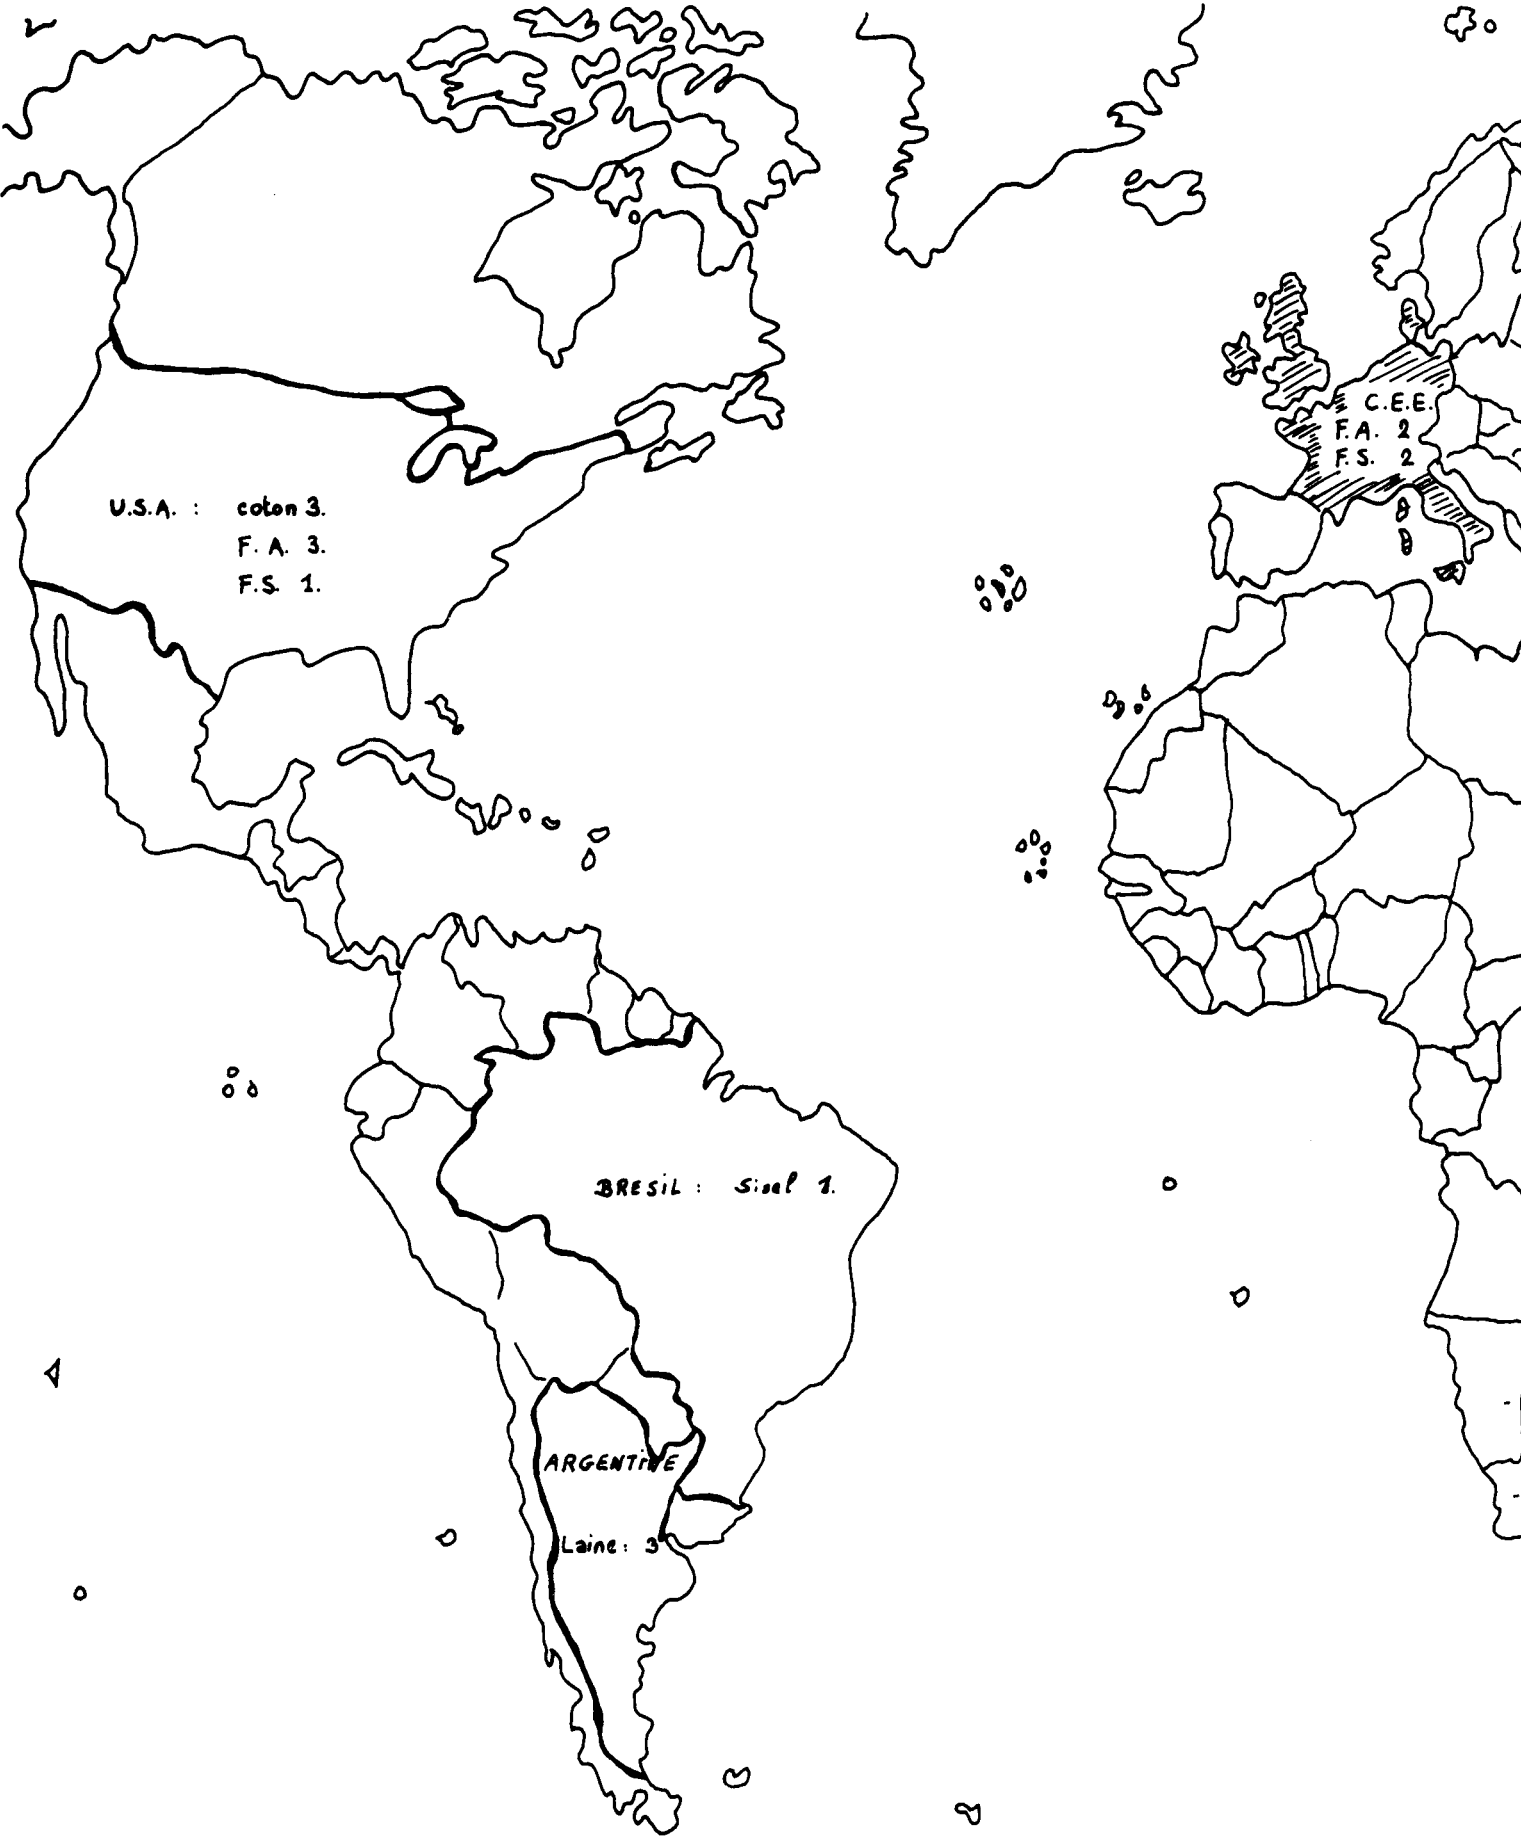 C.E.E.
F.A. 2
F.S. 2
U.S.A. : coton 3.
F.A. 3.
F.S. 1.
BRESIL : Sisal 1.
ARGENTINE
Laine : 3